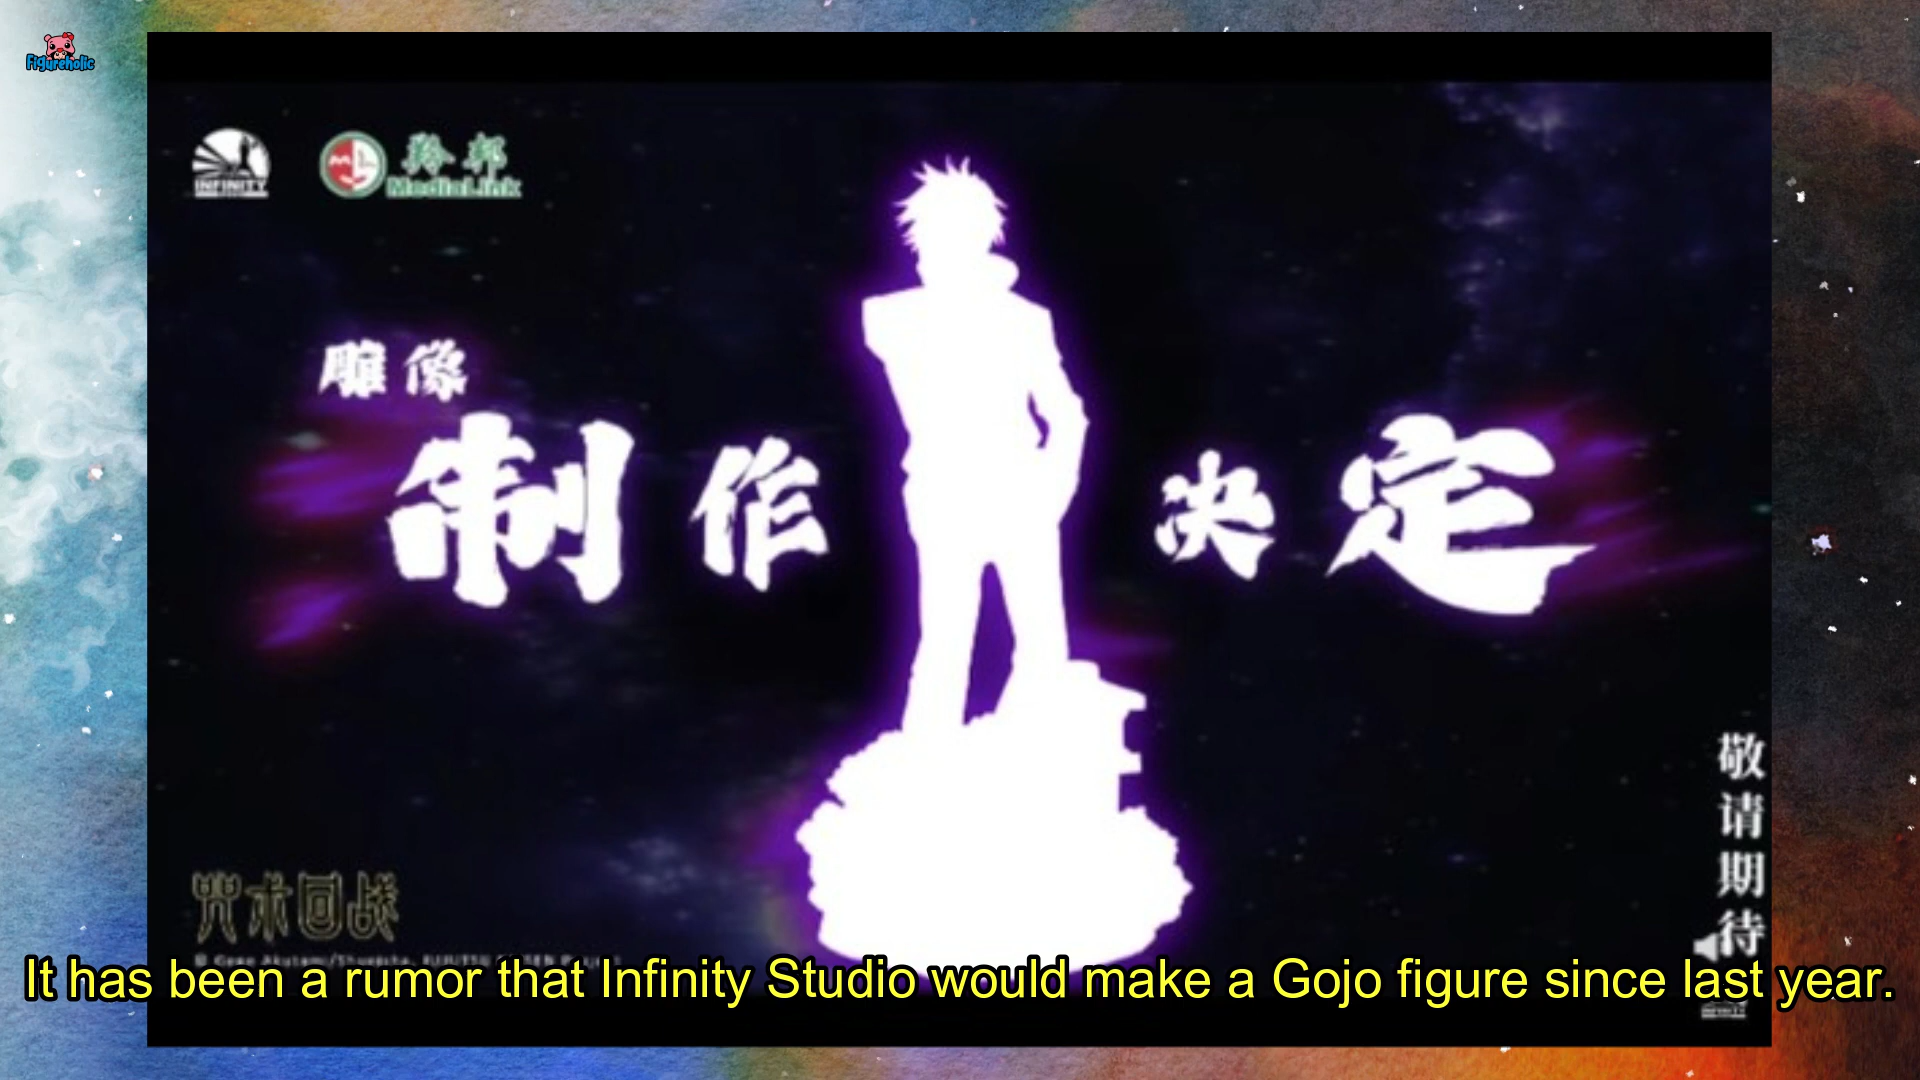 Figureholic
INFINITY
羚邦
MediaLink
雕像
制作决定
敬请期待
咒术回战
It has been a rumor that Infinity Studio would make a Gojo figure since last year.